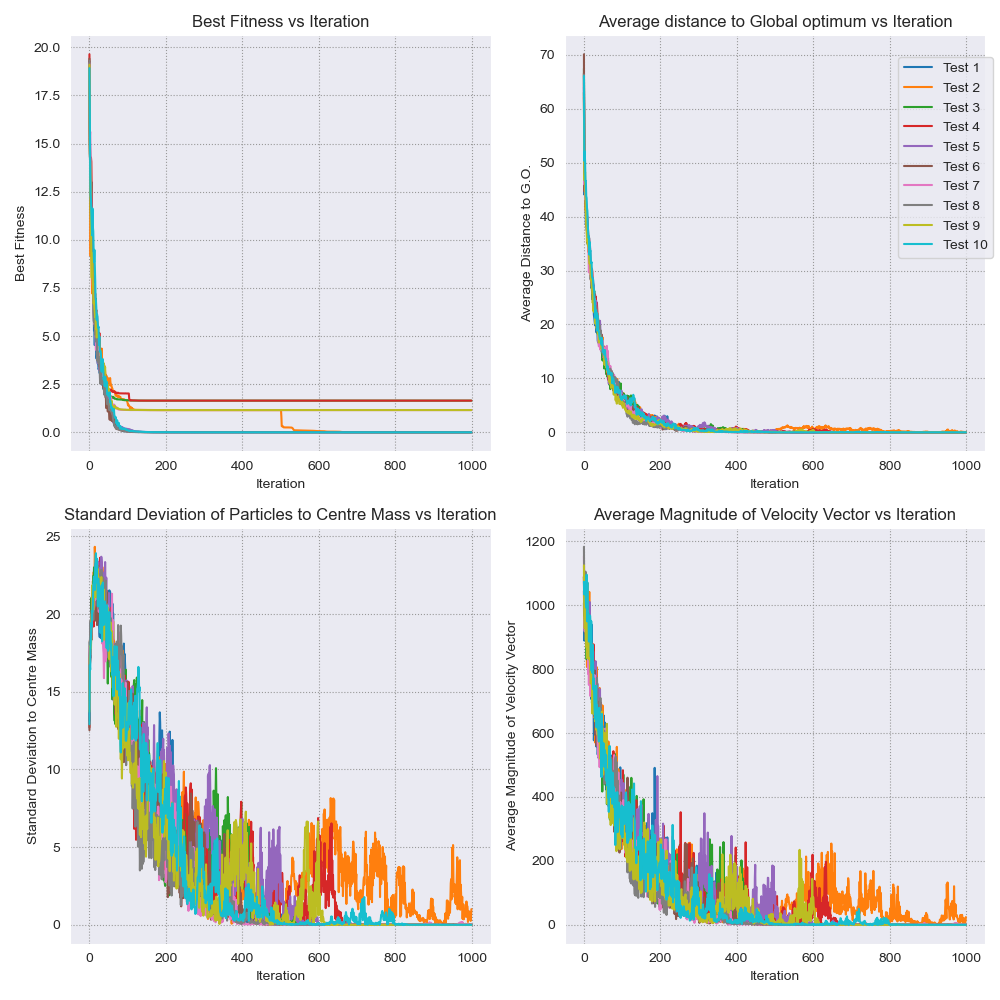 Best Fitness vs Iteration
20.0
17.5
15.0
12.5
10.0
7.5
5.0
2.5
0.0
Best Fitness
0 200 400 600 800 1000
Iteration
Average distance to Global optimum vs Iteration
70
60
50
40
30
20
10
0
Average Distance to G.O.
Test 1
Test 2
Test 3
Test 4
Test 5
Test 6
Test 7
Test 8
Test 9
Test 10
0 200 400 600 800 1000
Iteration
Standard Deviation of Particles to Centre Mass vs Iteration
25
20
15
10
5
0
Standard Deviation to Centre Mass
0 200 400 600 800 1000
Iteration
Average Magnitude of Velocity Vector vs Iteration
1200
1000
800
600
400
200
0
Average Magnitude of Velocity Vector
0 200 400 600 800 1000
Iteration